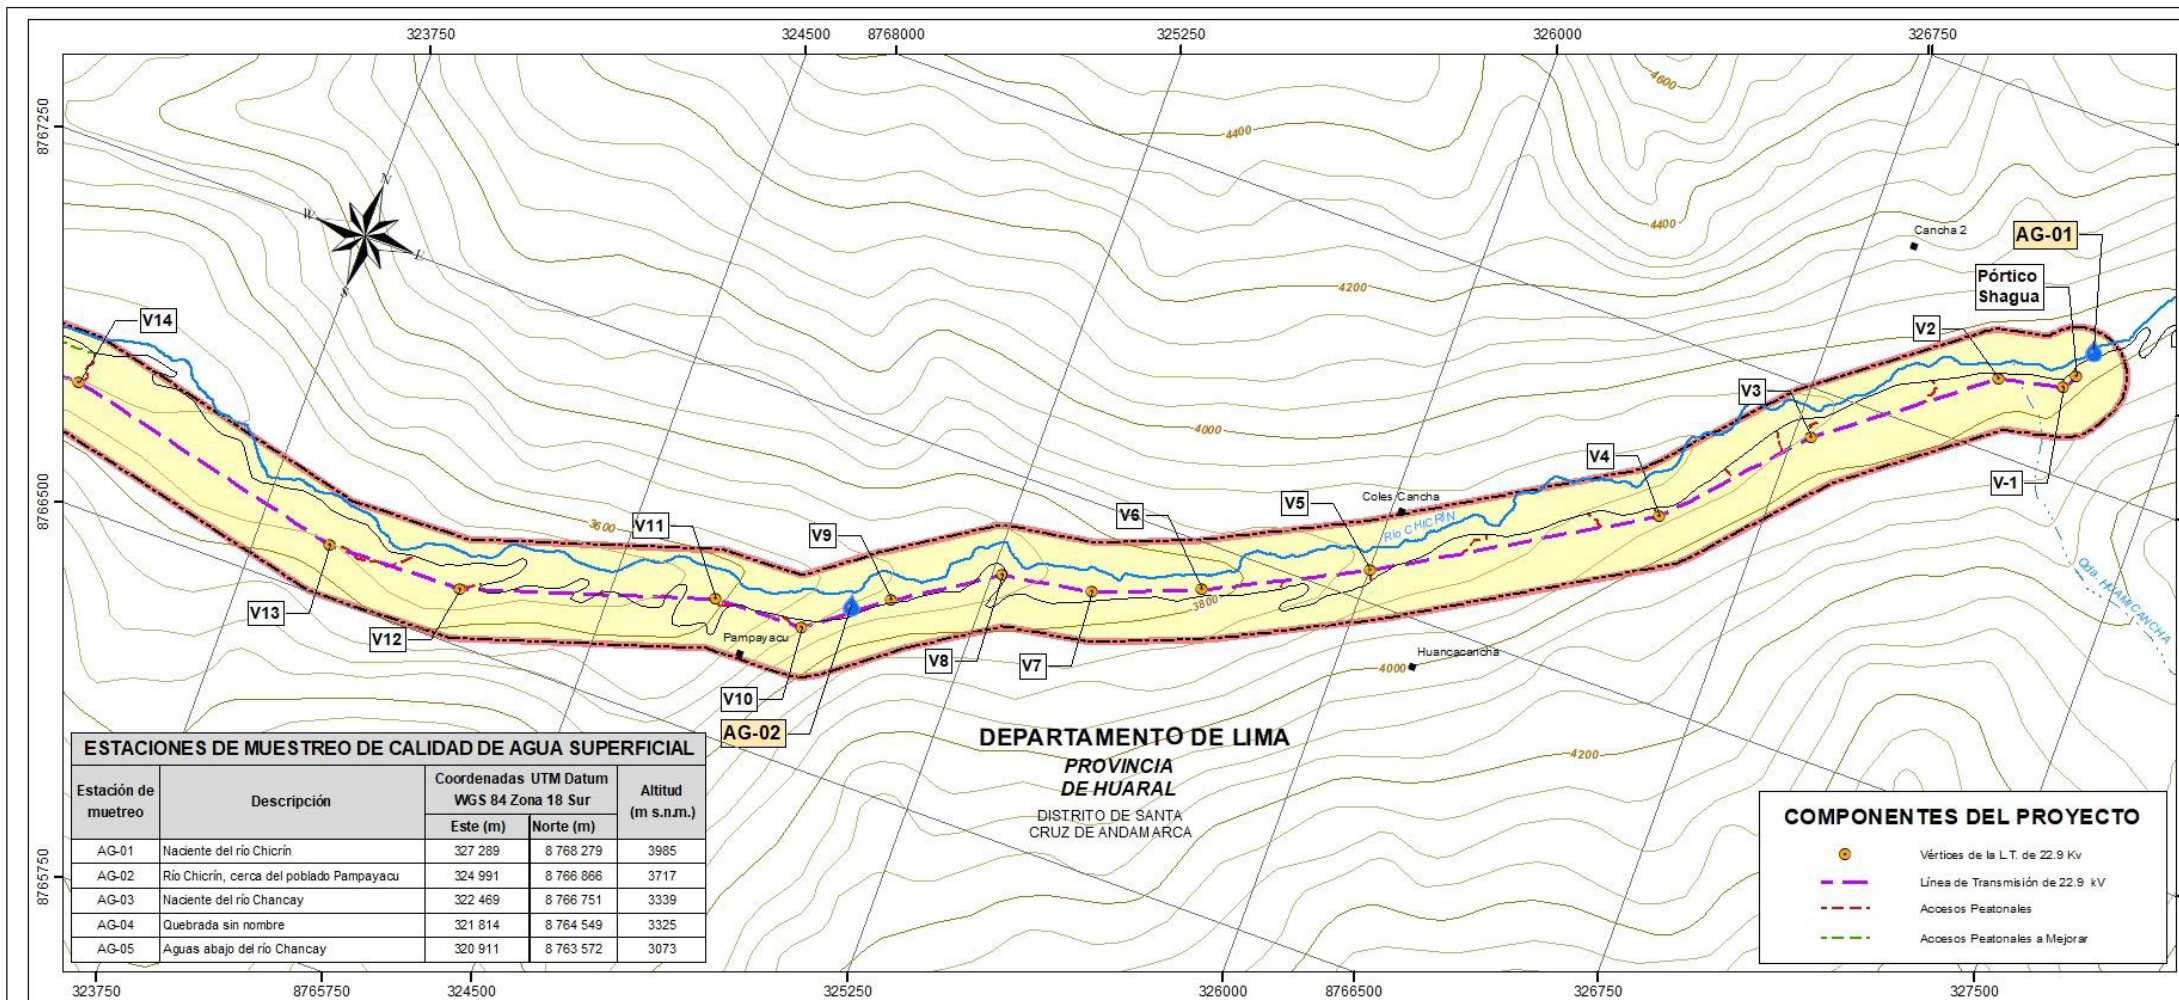 323750
324500
8768000
325250
326000
326750
8767250
8766500
8765750
N
W
E
S
4600
4400
4400
4200
4000
3600
3800
4000
4200
Cancha 2
AG-01
Pórtico
Shagua
V2
V-1
V3
V4
V5
Coles Cancha
Río CHICRÍN
Qda. HUAMICANCHA
V6
V7
V8
V9
V10
V11
V12
V13
V14
Pampayacu
Huancacancha
AG-02
DEPARTAMENTO DE LIMA
PROVINCIA
DE HUARAL
DISTRITO DE SANTA
CRUZ DE ANDAMARCA
ESTACIONES DE MUESTREO DE CALIDAD DE AGUA SUPERFICIAL
Estación de muetreo Descripción Coordenadas UTM Datum WGS 84 Zona 18 Sur Altitud (m s.n.m.)
Este (m) Norte (m)
AG-01 Naciente del río Chicrín 327 289 8 768 279 3985
AG-02 Río Chicrín, cerca del poblado Pampayacu 324 991 8 766 866 3717
AG-03 Naciente del río Chancay 322 469 8 766 751 3339
AG-04 Quebrada sin nombre 321 814 8 764 549 3325
AG-05 Aguas abajo del río Chancay 320 911 8 763 572 3073
COMPONENTES DEL PROYECTO
Vértices de la L.T. de 22.9 Kv
Línea de Transmisión de 22.9 kV
Accesos Peatonales
Accesos Peatonales a Mejorar
323750
8765750
324500
325250
326000
8766500
326750
327500